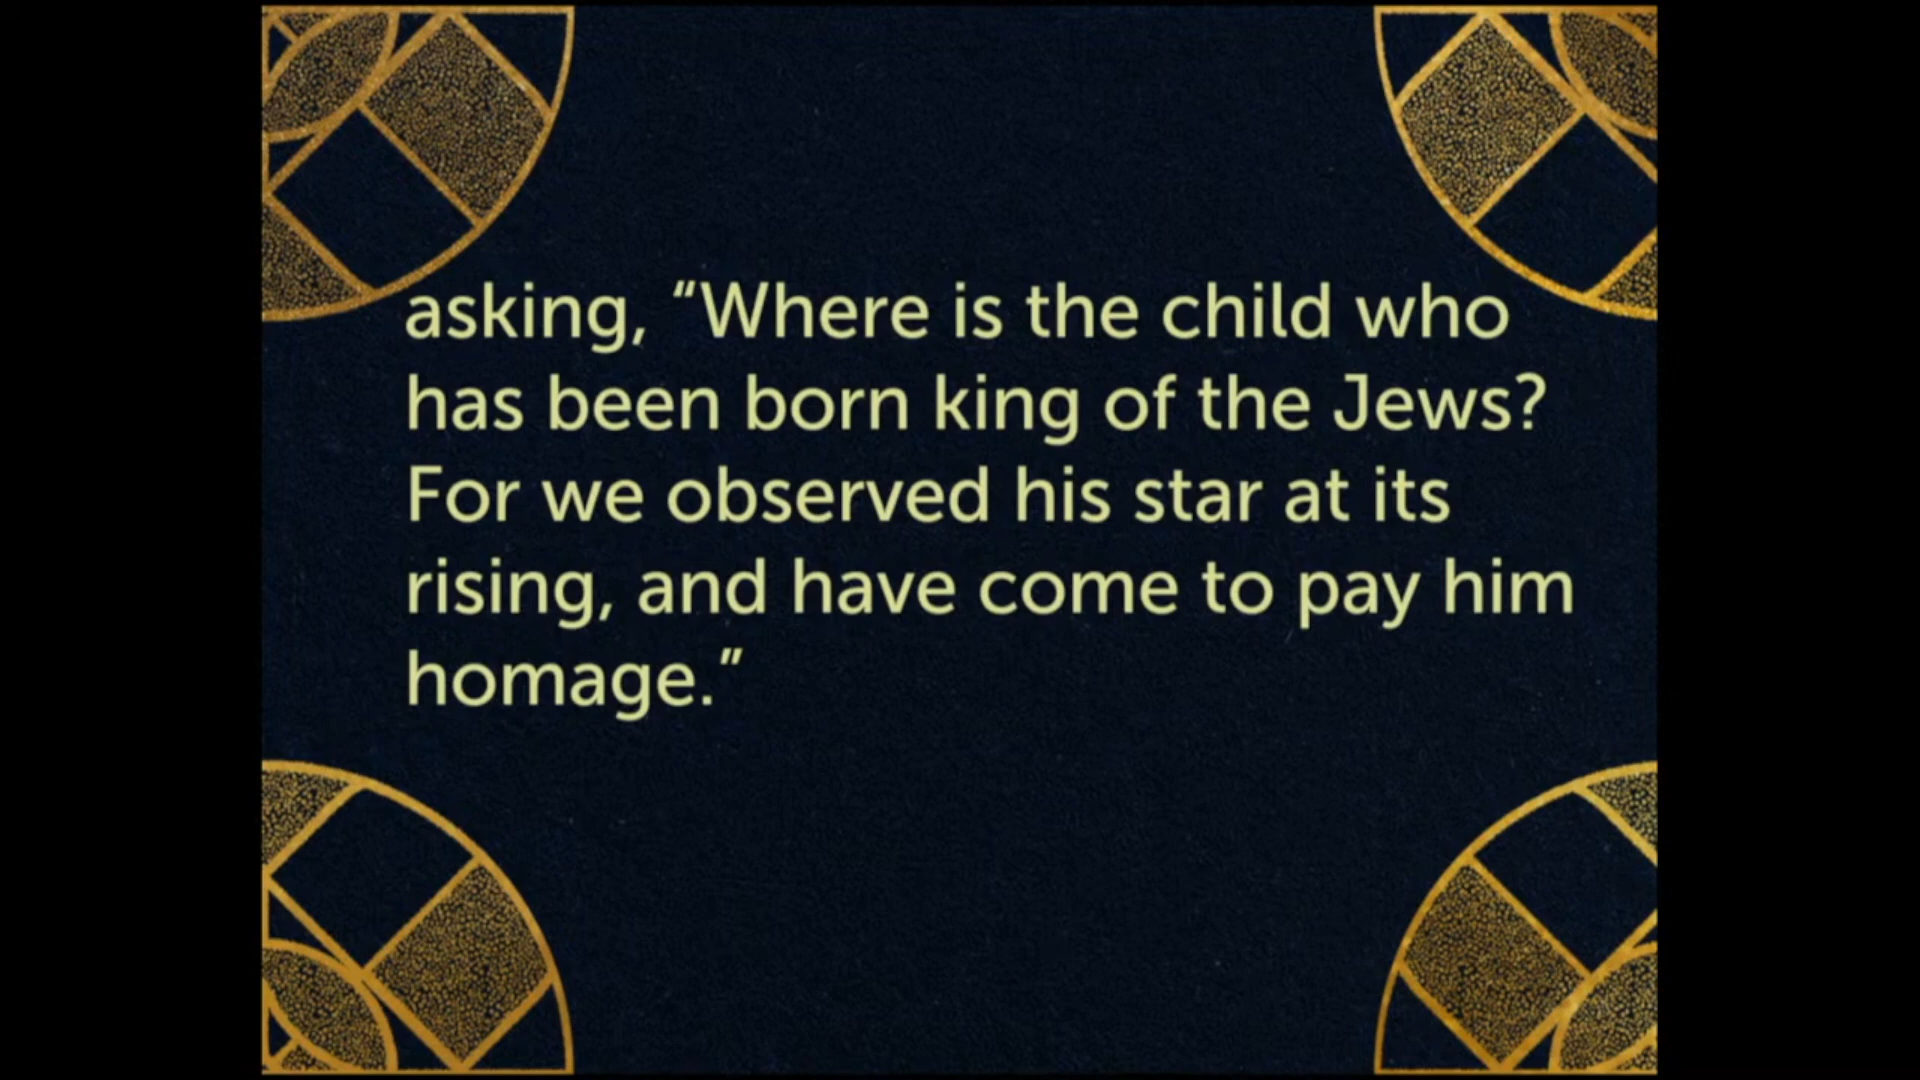 asking, “Where is the child who
has been born king of the Jews?
For we observed his star at its
rising, and have come to pay him
homage.”